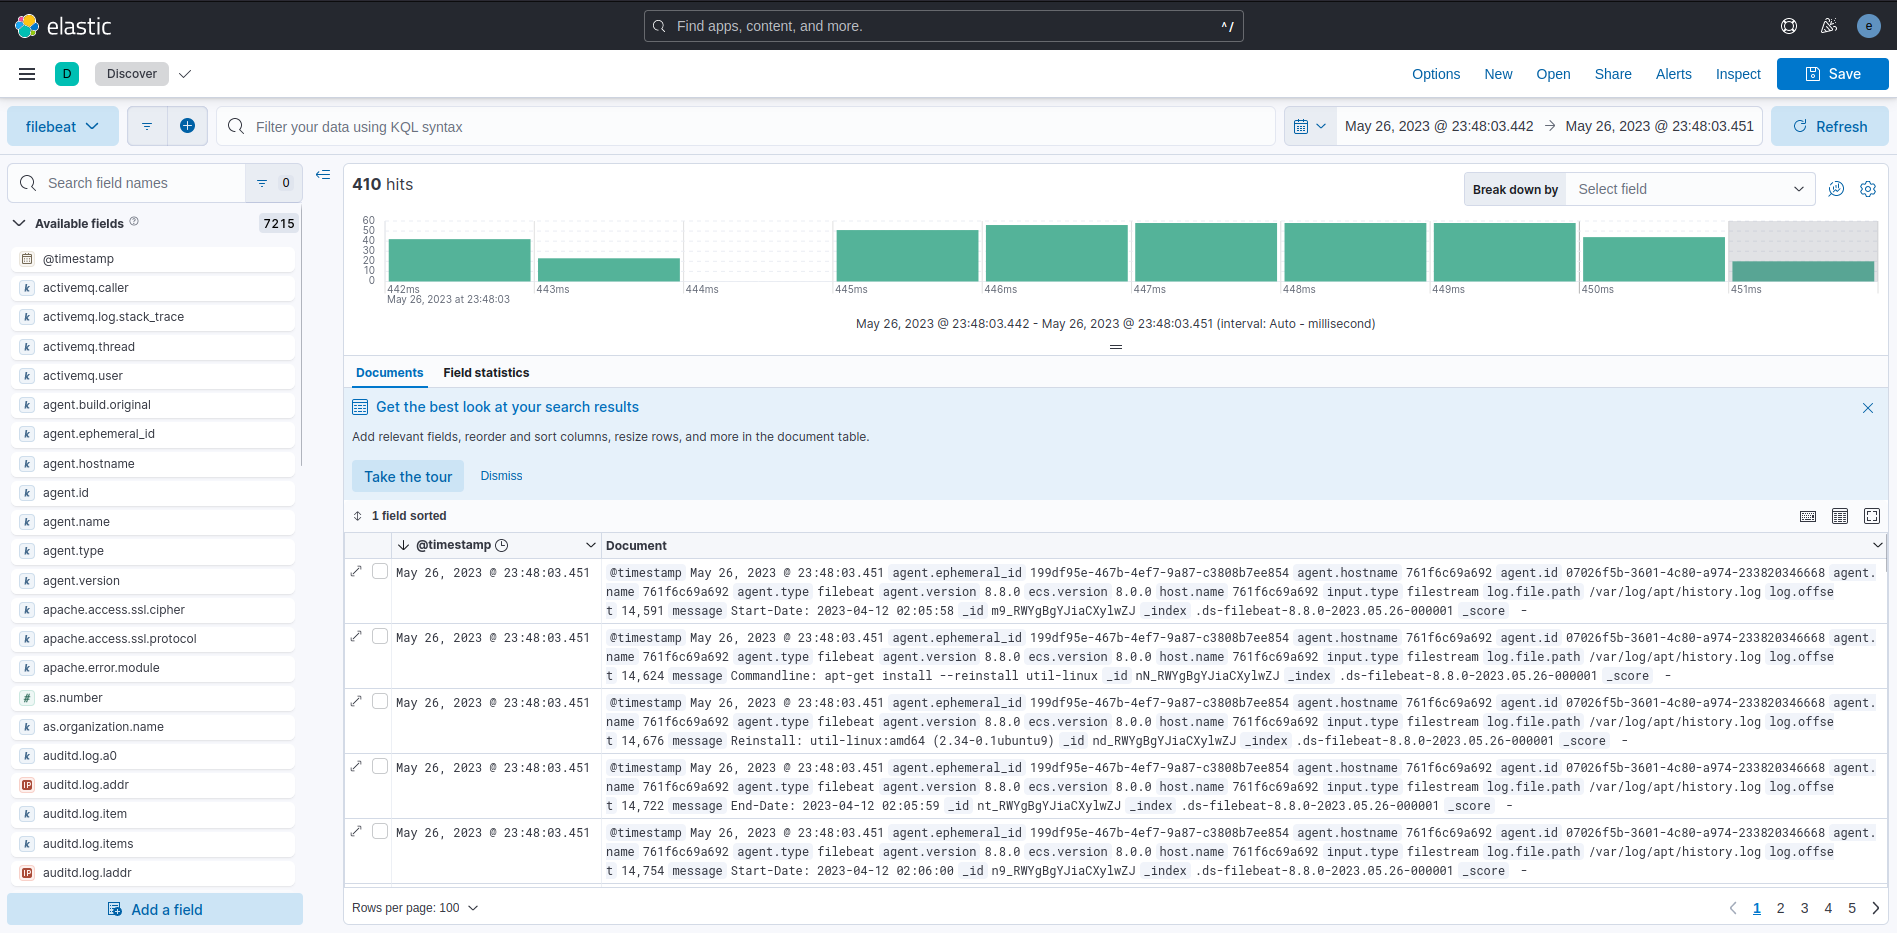 elastic
Find apps, content, and more.
^/
e
D
Discover
Options
New
Open
Share
Alerts
Inspect
Save
filebeat
Filter your data using KQL syntax
May 26, 2023 @ 23:48:03.442 → May 26, 2023 @ 23:48:03.451
Refresh
Search field names
0
Available fields
7215
@timestamp
k activemq.caller
k activemq.log.stack_trace
k activemq.thread
k activemq.user
k agent.build.original
k agent.ephemeral_id
k agent.hostname
k agent.id
k agent.name
k agent.type
k agent.version
k apache.access.ssl.cipher
k apache.access.ssl.protocol
k apache.error.module
# as.number
k as.organization.name
k auditd.log.a0
IP auditd.log.addr
k auditd.log.item
k auditd.log.items
IP auditd.log.laddr
Add a field
410 hits
Break down by
Select field
60
50
40
30
20
10
0
442ms 443ms 444ms 445ms 446ms 447ms 448ms 449ms 450ms 451ms
May 26, 2023 at 23:48:03
May 26, 2023 @ 23:48:03.442 - May 26, 2023 @ 23:48:03.451 (interval: Auto - millisecond)
Documents
Field statistics
Get the best look at your search results
Add relevant fields, reorder and sort columns, resize rows, and more in the document table.
Take the tour
Dismiss
1 field sorted
@timestamp
Document
May 26, 2023 @ 23:48:03.451 @timestamp May 26, 2023 @ 23:48:03.451 agent.ephemeral_id 199df95e-467b-4ef7-9a87-c3808b7ee854 agent.hostname 761f6c69a692 agent.id 07026f5b-3601-4c80-a974-233820346668 agent.
name 761f6c69a692 agent.type filebeat agent.version 8.8.0 ecs.version 8.0.0 host.name 761f6c69a692 input.type filestream log.file.path /var/log/apt/history.log log.offse
t 14,591 message Start-Date: 2023-04-12 02:05:58 _id m9_RWYgBgYJiaCXylwZJ _index .ds-filebeat-8.8.0-2023.05.26-000001 _score -
May 26, 2023 @ 23:48:03.451 @timestamp May 26, 2023 @ 23:48:03.451 agent.ephemeral_id 199df95e-467b-4ef7-9a87-c3808b7ee854 agent.hostname 761f6c69a692 agent.id 07026f5b-3601-4c80-a974-233820346668 agent.
name 761f6c69a692 agent.type filebeat agent.version 8.8.0 ecs.version 8.0.0 host.name 761f6c69a692 input.type filestream log.file.path /var/log/apt/history.log log.offse
t 14,624 message Commandline: apt-get install --reinstall util-linux _id nN_RWYgBgYJiaCXylwZJ _index .ds-filebeat-8.8.0-2023.05.26-000001 _score -
May 26, 2023 @ 23:48:03.451 @timestamp May 26, 2023 @ 23:48:03.451 agent.ephemeral_id 199df95e-467b-4ef7-9a87-c3808b7ee854 agent.hostname 761f6c69a692 agent.id 07026f5b-3601-4c80-a974-233820346668 agent.
name 761f6c69a692 agent.type filebeat agent.version 8.8.0 ecs.version 8.0.0 host.name 761f6c69a692 input.type filestream log.file.path /var/log/apt/history.log log.offse
t 14,676 message Reinstall: util-linux:amd64 (2.34-0.1ubuntu9) _id nd_RWYgBgYJiaCXylwZJ _index .ds-filebeat-8.8.0-2023.05.26-000001 _score -
May 26, 2023 @ 23:48:03.451 @timestamp May 26, 2023 @ 23:48:03.451 agent.ephemeral_id 199df95e-467b-4ef7-9a87-c3808b7ee854 agent.hostname 761f6c69a692 agent.id 07026f5b-3601-4c80-a974-233820346668 agent.
name 761f6c69a692 agent.type filebeat agent.version 8.8.0 ecs.version 8.0.0 host.name 761f6c69a692 input.type filestream log.file.path /var/log/apt/history.log log.offse
t 14,722 message End-Date: 2023-04-12 02:05:59 _id nt_RWYgBgYJiaCXylwZJ _index .ds-filebeat-8.8.0-2023.05.26-000001 _score -
May 26, 2023 @ 23:48:03.451 @timestamp May 26, 2023 @ 23:48:03.451 agent.ephemeral_id 199df95e-467b-4ef7-9a87-c3808b7ee854 agent.hostname 761f6c69a692 agent.id 07026f5b-3601-4c80-a974-233820346668 agent.
name 761f6c69a692 agent.type filebeat agent.version 8.8.0 ecs.version 8.0.0 host.name 761f6c69a692 input.type filestream log.file.path /var/log/apt/history.log log.offse
t 14,754 message Start-Date: 2023-04-12 02:06:00 _id n9_RWYgBgYJiaCXylwZJ _index .ds-filebeat-8.8.0-2023.05.26-000001 _score -
Rows per page: 100
1 2 3 4 5